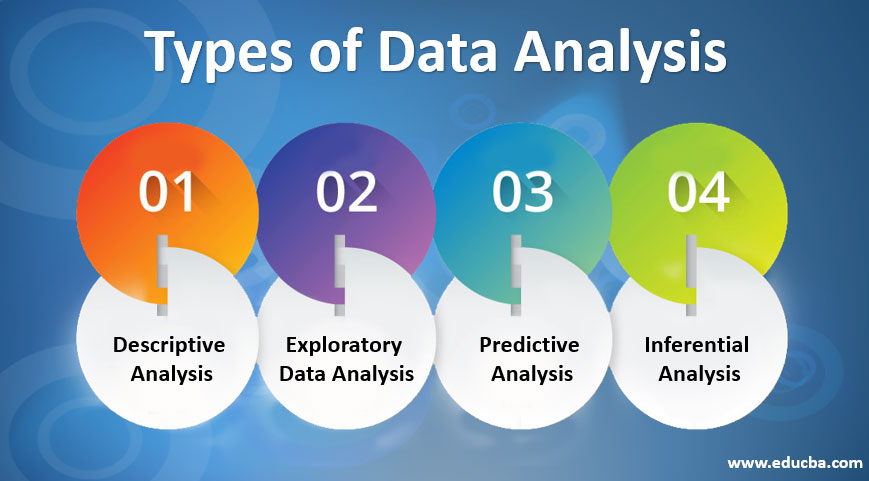 Types of Data Analysis
01
02
03
04
Descriptive
Analysis
Exploratory
Data Analysis
Predictive
Analysis
Inferential
Analysis
www.educba.com